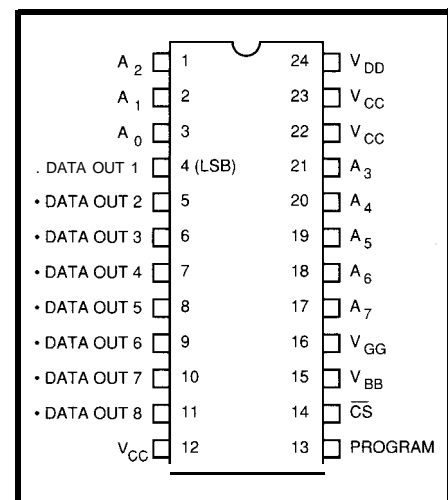 A2 1 24 VDD
A1 2 23 VCC
A0 3 22 VCC
. DATA OUT 1 4 (LSB) 21 A3
• DATA OUT 2 5 20 A4
• DATA OUT 3 6 19 A5
• DATA OUT 4 7 18 A6
• DATA OUT 5 8 17 A7
• DATA OUT 6 9 16 VGG
• DATA OUT 7 10 15 VBB
• DATA OUT 8 11 14 C̅S̅
VCC 12 13 PROGRAM